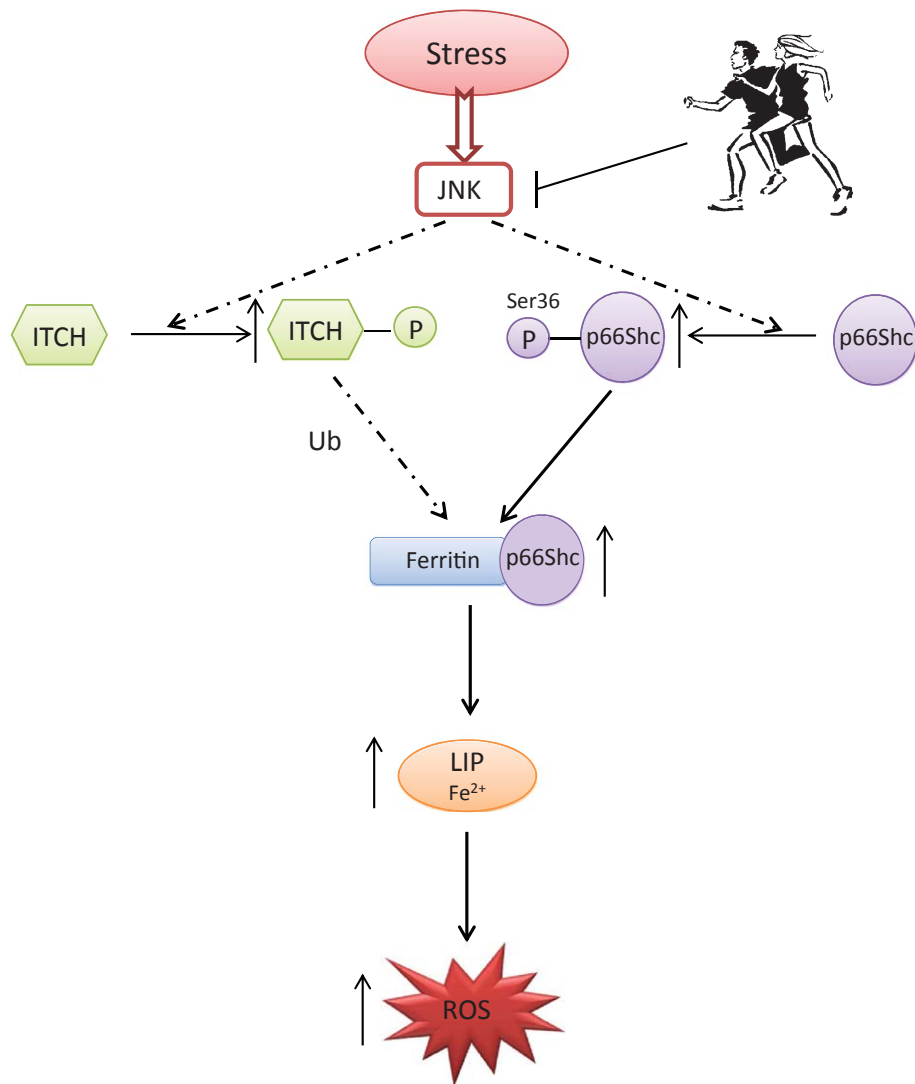 Stress
JNK
Ser36
ITCH
ITCH
P
P
p66Shc
p66Shc
Ub
Ferritin
p66Shc
LIP
Fe²⁺
ROS